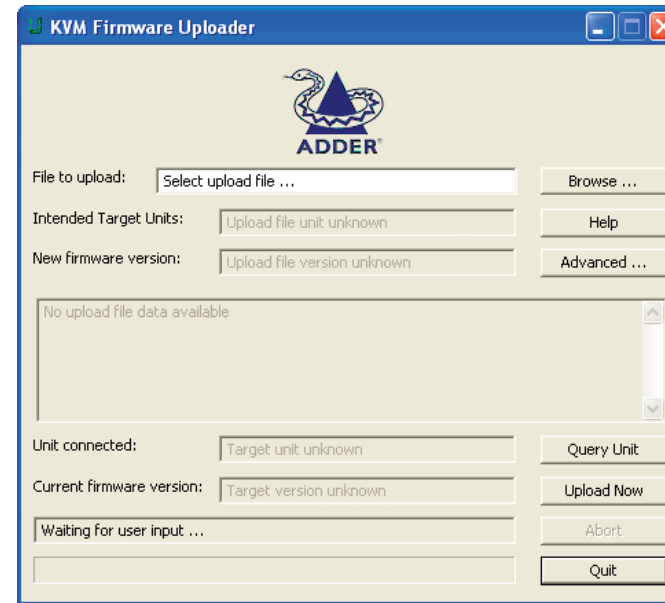 KVM Firmware Uploader
ADDER®
File to upload: Select upload file ... Browse ...
Intended Target Units: Upload file unit unknown Help
New firmware version: Upload file version unknown Advanced ...
No upload file data available
Unit connected: Target unit unknown Query Unit
Current firmware version: Target version unknown Upload Now
Waiting for user input ... Abort
Quit